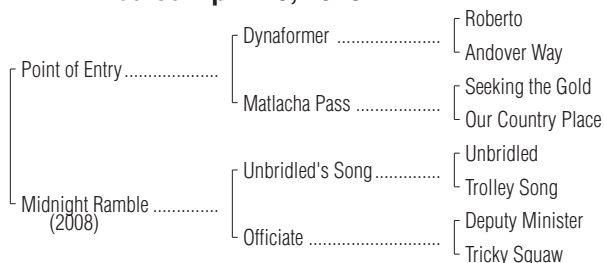 Roberto
Dynaformer ..................
Andover Way
Point of Entry.....................
Seeking the Gold
Matlacha Pass .................
Our Country Place
Unbridled
Unbridled's Song..............
Trolley Song
Midnight Ramble ..............
(2008)
Deputy Minister
Officiate ...........................
Tricky Squaw